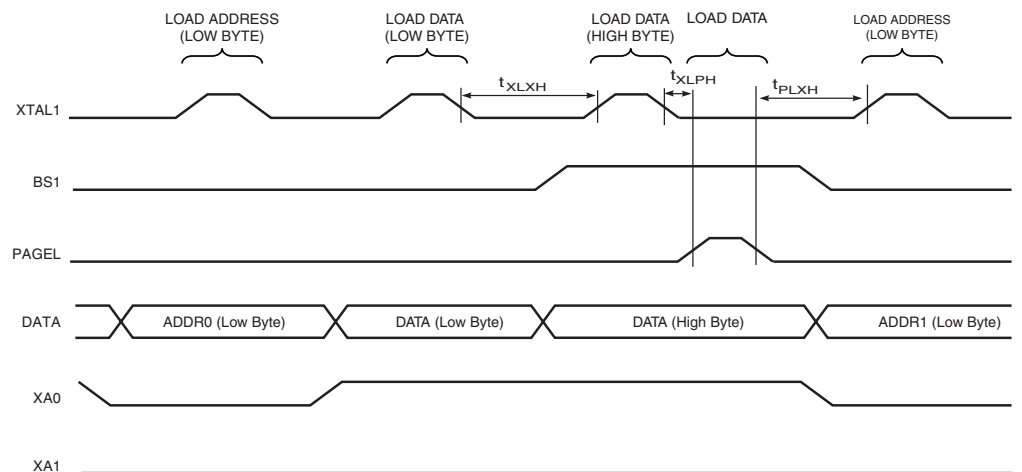 LOAD ADDRESS
(LOW BYTE)
LOAD DATA
(LOW BYTE)
LOAD DATA
(HIGH BYTE)
LOAD DATA
LOAD ADDRESS
(LOW BYTE)
tXLXH
tXLPH
tPLXH
XTAL1
BS1
PAGEL
DATA
ADDR0 (Low Byte)
DATA (Low Byte)
DATA (High Byte)
ADDR1 (Low Byte)
XA0
XA1